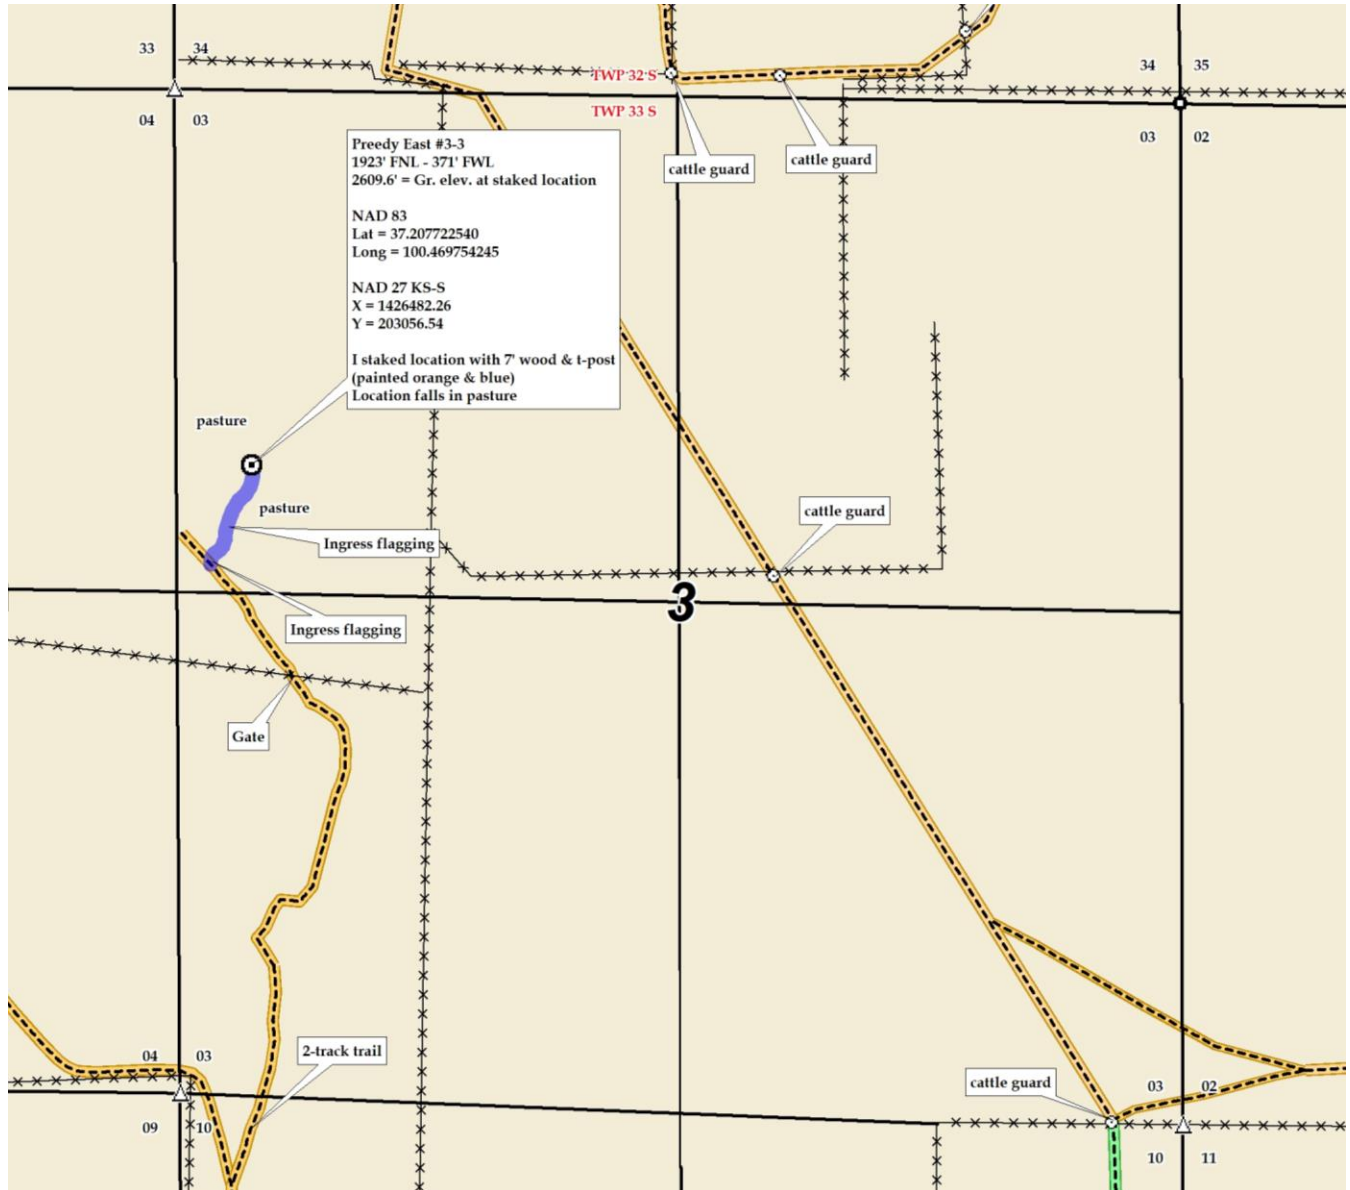 33 34
34 35
TWP 32 S
TWP 33 S
04 03
03 02
Preedy East #3-3
1923' FNL - 371' FWL
2609.6' = Gr. elev. at staked location
NAD 83
Lat = 37.207722540
Long = 100.469754245
NAD 27 KS-S
X = 1426482.26
Y = 203056.54
I staked location with 7' wood & t-post
(painted orange & blue)
Location falls in pasture
cattle guard
cattle guard
pasture
pasture
cattle guard
Ingress flagging
3
Ingress flagging
Gate
2-track trail
04 03
cattle guard
03 02
09 10
10 11